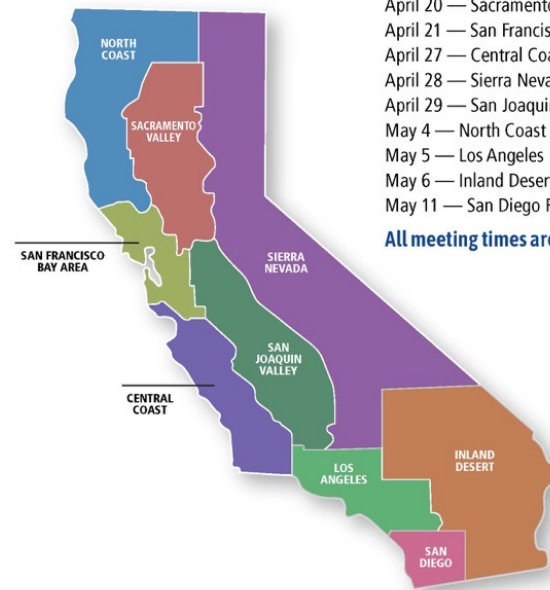 April 20 — Sacramento
April 21 — San Francis
April 27 — Central Coa
April 28 — Sierra Neva
April 29 — San Joaquin
May 4 — North Coast
May 5 — Los Angeles
May 6 — Inland Desert
May 11 — San Diego
All meeting times are
NORTH
COAST
SACRAMENTO
VALLEY
SAN FRANCISCO
BAY AREA
SIERRA
NEVADA
SAN
JOAQUIN
VALLEY
CENTRAL
COAST
LOS
ANGELES
INLAND
DESERT
SAN
DIEGO